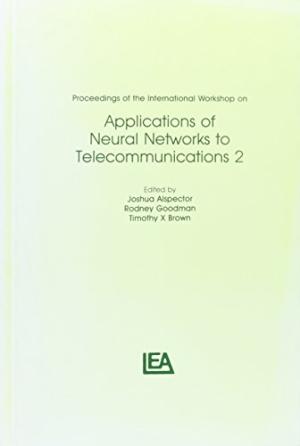 Proceedings of the International Workshop on
Applications of
Neural Networks to
Telecommunications 2
Edited by
Joshua Alspector
Rodney Goodman
Timothy X Brown
LEA